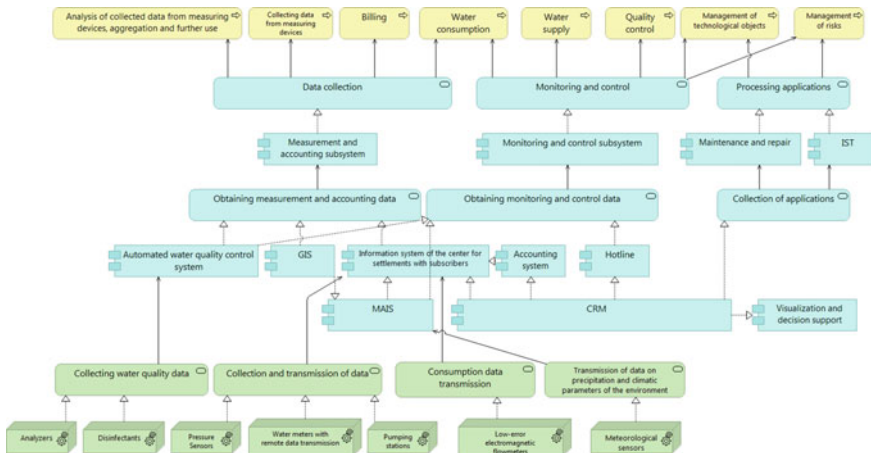 Analysis of collected data from measuring
devices, aggregation and further use
Collecting data
from measuring
devices
Billing
Water
consumption
Water
supply
Quality
control
Management of
technological objects
Management
of risks
Data collection
Monitoring and control
Processing applications
Measurement and
accounting subsystem
Monitoring and control subsystem
Maintenance and repair
IST
Obtaining measurement and accounting data
Obtaining monitoring and control data
Collection of applications
Automated water quality control
system
GIS
Information system of the center for
settlements with subscribers
Accounting
system
Hotline
MAIS
CRM
Visualization and
decision support
Collecting water quality data
Collection and transmission of data
Consumption data
transmission
Transmission of data on
precipitation and climatic
parameters of the environment
Analyzers
Disinfectants
Pressure
Sensors
Water meters with
remote data transmission
Pumping
stations
Low-error
electromagnetic
flowmeters
Meteorological
sensors